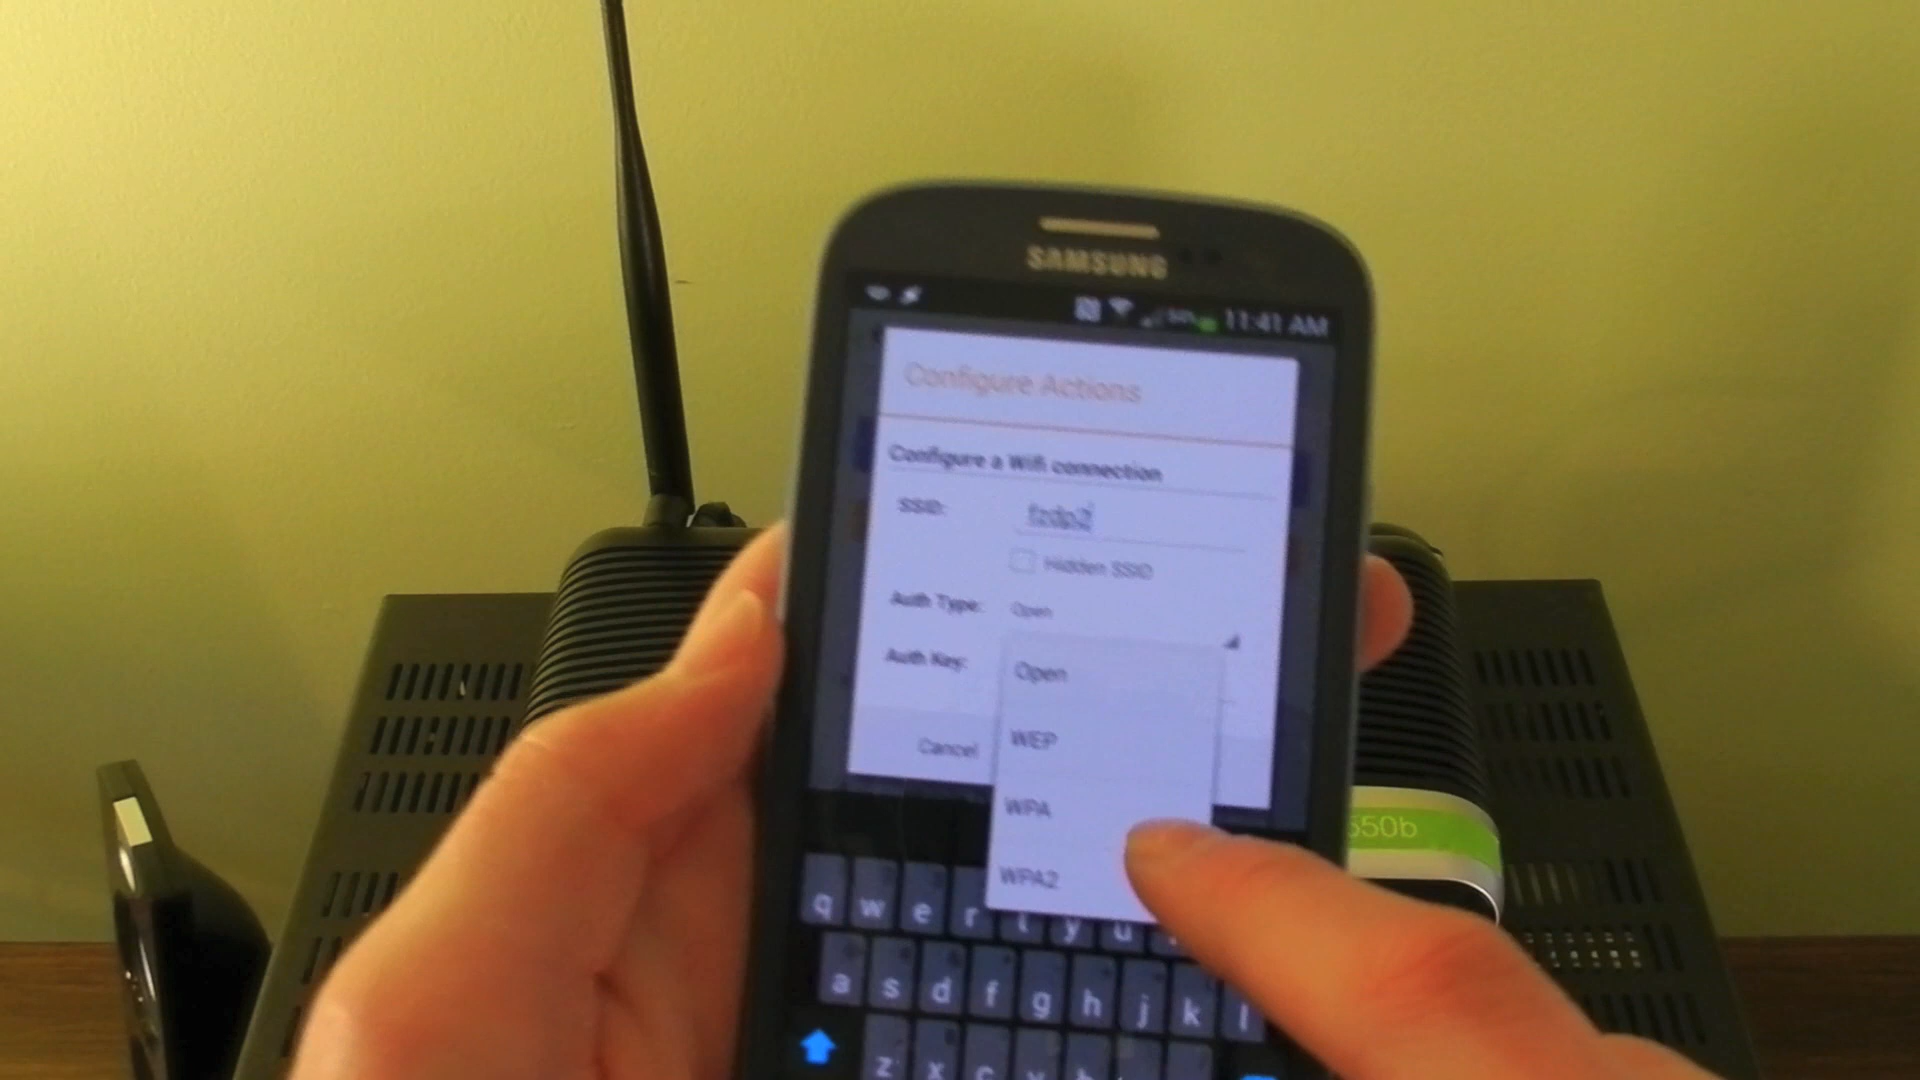 SAMSUNG
11:41 AM
Configure Actions
Configure a Wifi connection
SSID: fzdp2
Hidden SSID
Auth Type: Open
Auth Key:
Open
WEP
Cancel
WPA
WPA2
550b
q w e r t y u
a s d f g h j k l
z x c v b